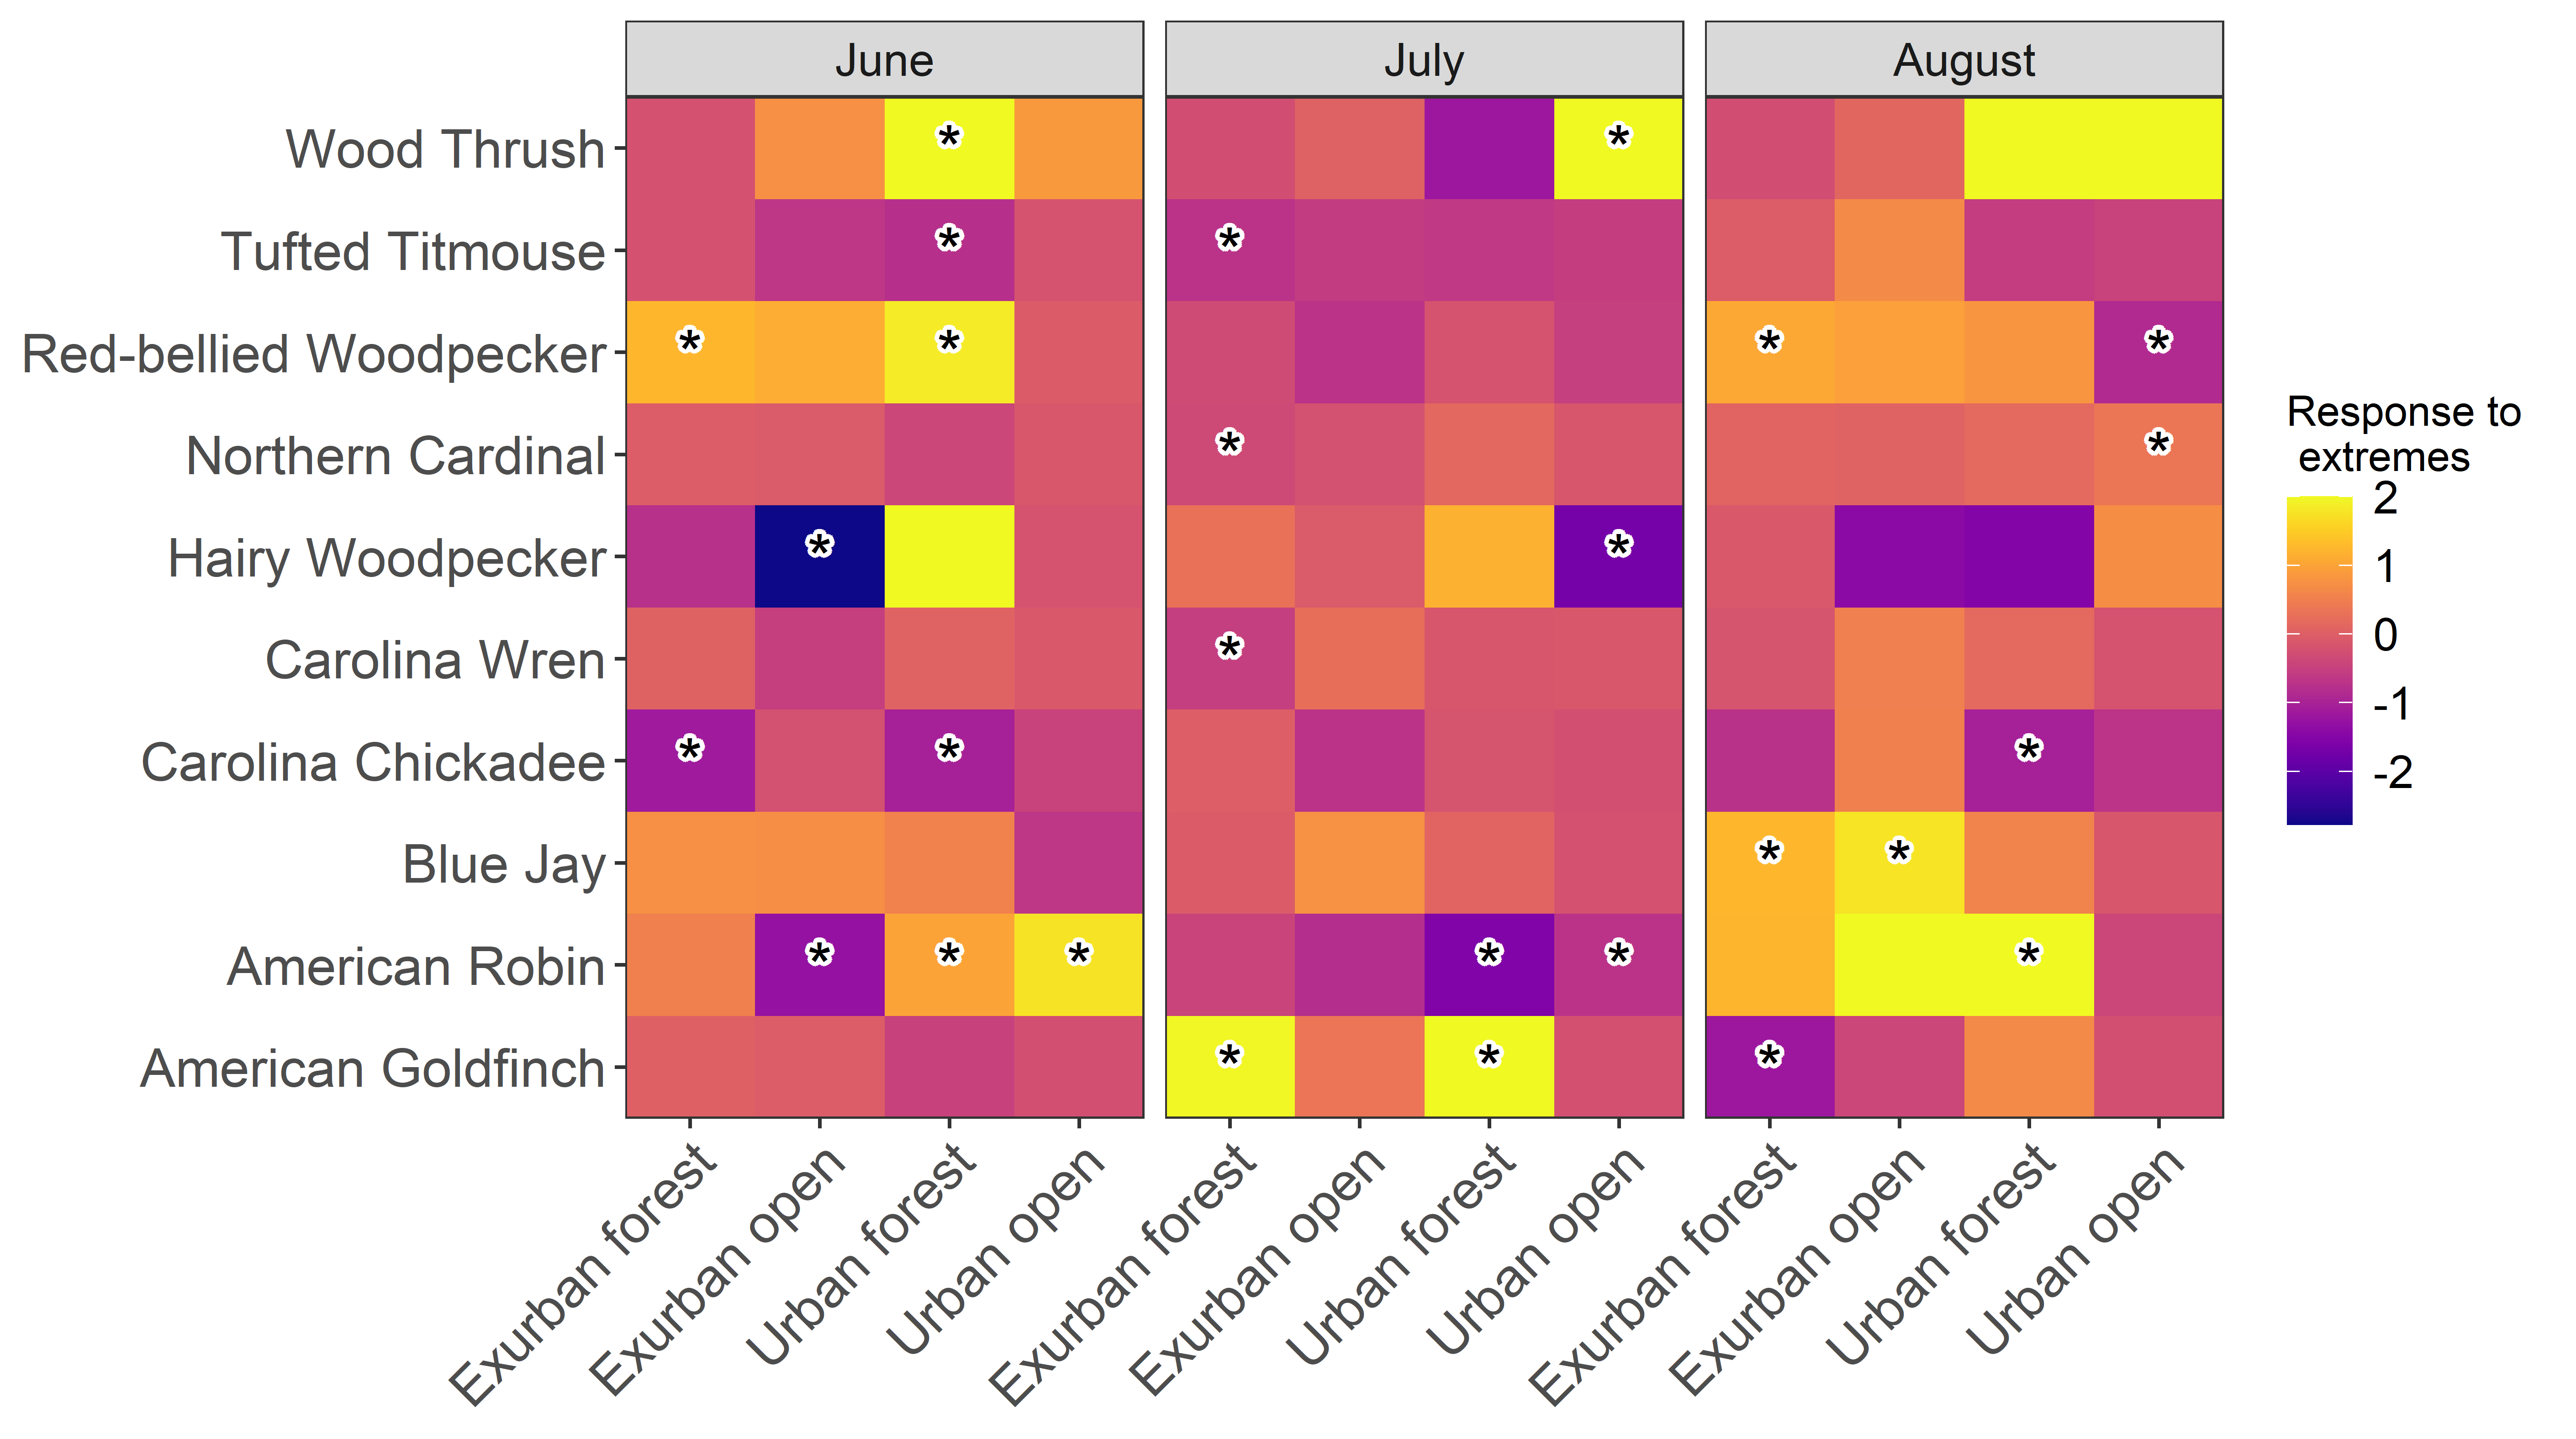 June July August
Wood Thrush * * 
Tufted Titmouse * *
Red-bellied Woodpecker * * * *
Northern Cardinal * *
Hairy Woodpecker * *
Carolina Wren *
Carolina Chickadee * * *
Blue Jay * *
American Robin * * * * * *
American Goldfinch * * *
Exurban forest Exurban open Urban forest Urban open Exurban forest Exurban open Urban forest Urban open Exurban forest Exurban open Urban forest Urban open
Response to
extremes
2
1
0
-1
-2